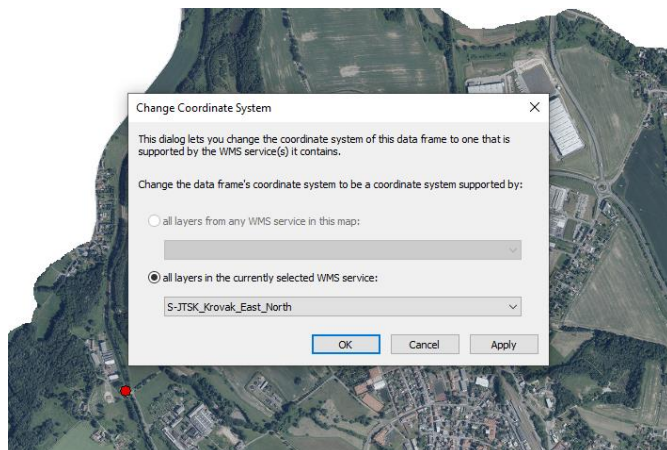 Change Coordinate System
This dialog lets you change the coordinate system of this data frame to one that is
supported by the WMS service(s) it contains.
Change the data frame's coordinate system to be a coordinate system supported by:
all layers from any WMS service in this map:
all layers in the currently selected WMS service:
S-JTSK_Krovak_East_North
OK Cancel Apply